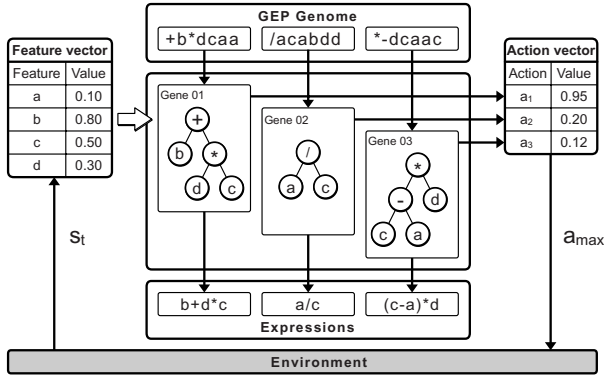 GEP Genome
+b*dcaa /acabdd *-dcaac
Feature vector
Feature Value
a 0.10
b 0.80
c 0.50
d 0.30
Gene 01
+
b *
d c
Gene 02
/
a c
Gene 03
*
- d
c a
Action vector
Action Value
a1 0.95
a2 0.20
a3 0.12
st
amax
b+d*c a/c (c-a)*d
Expressions
Environment